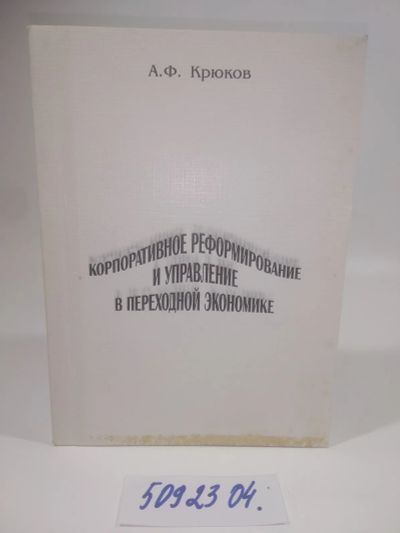 А.Ф. Крюков
КОРПОРАТИВНОЕ РЕФОРМИРОВАНИЕ
И УПРАВЛЕНИЕ
В ПЕРЕХОДНОЙ ЭКОНОМИКЕ
509 23 04.